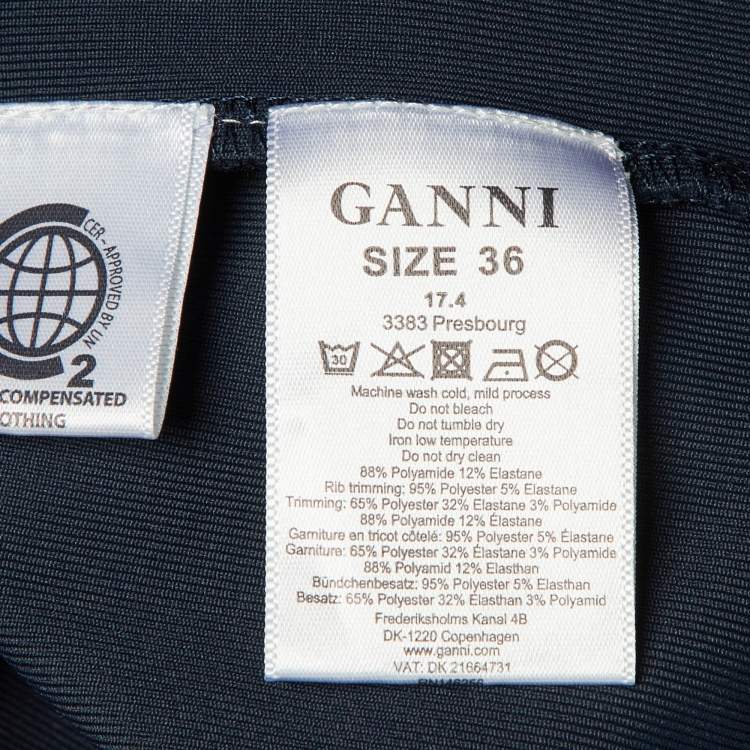 CER - APPROVED BY UN
2
COMPENSATED
OTHING
GANNI
SIZE 36
17.4
3383 Presbourg
30
Machine wash cold, mild process
Do not bleach
Do not tumble dry
Iron low temperature
Do not dry clean
88% Polyamide 12% Elastane
Rib trimming: 95% Polyester 5% Elastane
Trimming: 65% Polyester 32% Elastane 3% Polyamide
88% Polyamide 12% Élastane
Garniture en tricot côtelé: 95% Polyester 5% Élastane
Garniture: 65% Polyester 32% Élastane 3% Polyamide
88% Polyamid 12% Elasthan
Bündchenbesatz: 95% Polyester 5% Elasthan
Besatz: 65% Polyester 32% Elasthan 3% Polyamid
Frederiksholms Kanal 4B
DK-1220 Copenhagen
www.ganni.com
VAT: DK 21664731
RN146256